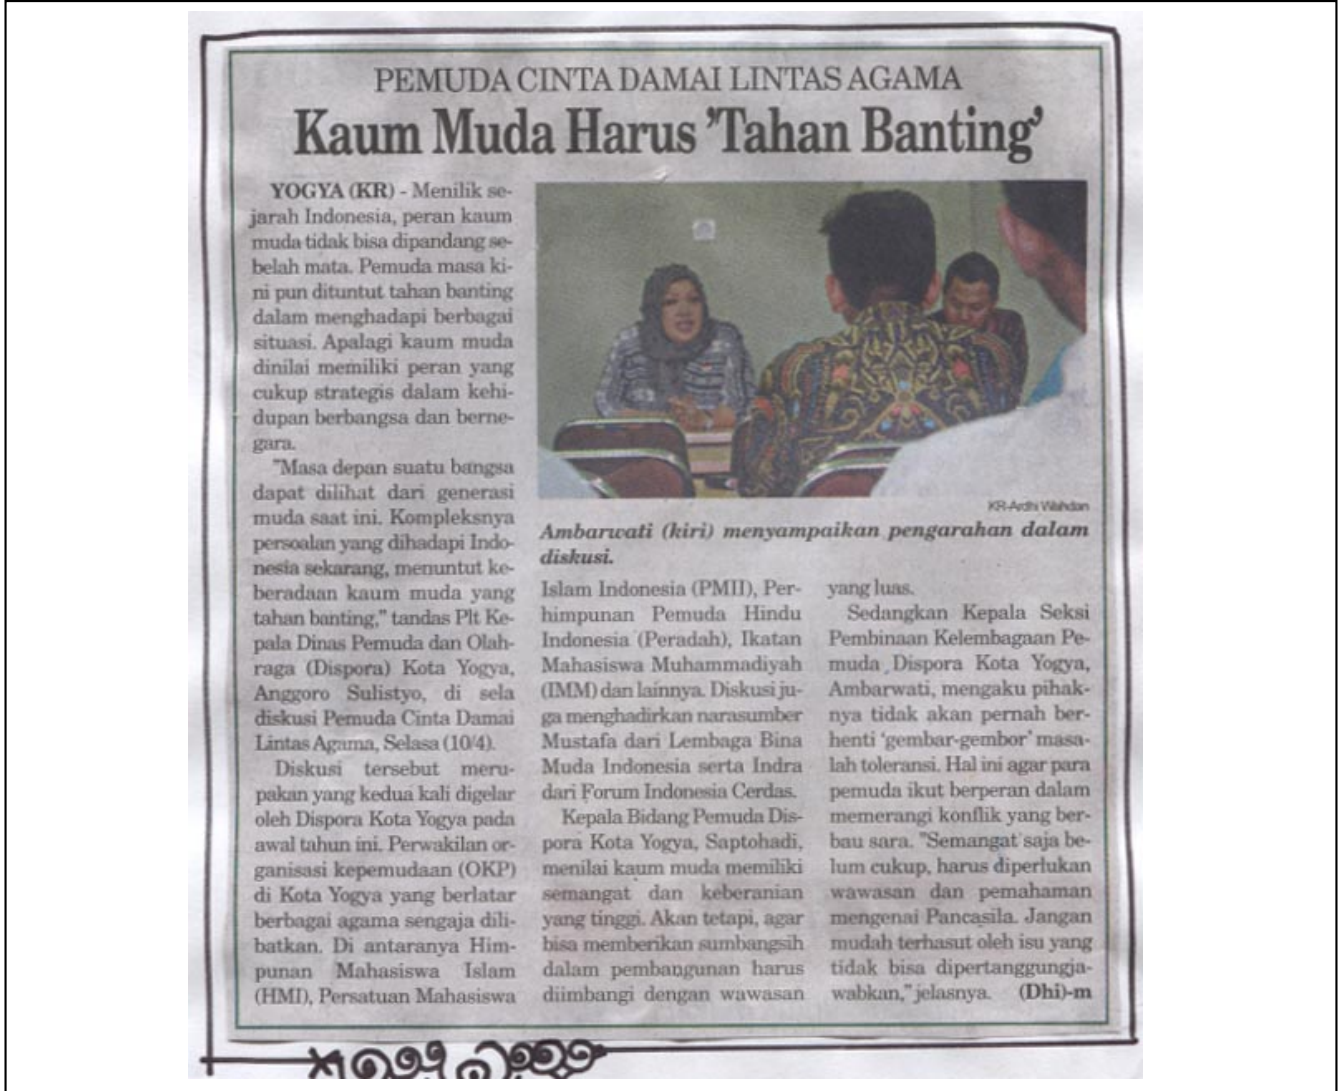 PEMUDA CINTA DAMAI LINTAS AGAMA
Kaum Muda Harus 'Tahan Banting'
YOGYA (KR) - Menilik se-
jarah Indonesia, peran kaum
muda tidak bisa dipandang se-
belah mata. Pemuda masa ki-
ni pun dituntut tahan banting
dalam menghadapi berbagai
situasi. Apalagi kaum muda
dinilai memiliki peran yang
cukup strategis dalam kehi-
dupan berbangsa dan berne-
gara.
"Masa depan suatu bangsa
dapat dilihat dari generasi
muda saat ini. Kompleksnya
persoalan yang dihadapi Indo-
nesia sekarang, menuntut ke-
beradaan kaum muda yang
tahan banting," tandas Plt Ke-
pala Dinas Pemuda dan Olah-
raga (Dispora) Kota Yogya,
Anggoro Sulistyo, di sela
diskusi Pemuda Cinta Damai
Lintas Agama, Selasa (10/4).
Diskusi tersebut meru-
pakan yang kedua kali digelar
oleh Dispora Kota Yogya pada
awal tahun ini. Perwakilan or-
ganisasi kepemudaan (OKP)
di Kota Yogya yang berlatar
berbagai agama sengaja dili-
batkan. Di antaranya Him-
punan Mahasiswa Islam
(HMI), Persatuan Mahasiswa
KR-Ardhi Wahdan
Ambarwati (kiri) menyampaikan pengarahan dalam
diskusi.
Islam Indonesia (PMII), Per-
himpunan Pemuda Hindu
Indonesia (Peradah), Ikatan
Mahasiswa Muhammadiyah
(IMM) dan lainnya. Diskusi ju-
ga menghadirkan narasumber
Mustafa dari Lembaga Bina
Muda Indonesia serta Indra
dari Forum Indonesia Cerdas.
Kepala Bidang Pemuda Dis-
pora Kota Yogya, Saptohadi,
menilai kaum muda memiliki
semangat dan keberanian
yang tinggi. Akan tetapi, agar
bisa memberikan sumbangsih
dalam pembangunan harus
diimbangi dengan wawasan
yang luas.
Sedangkan Kepala Seksi
Pembinaan Kelembagaan Pe-
muda Dispora Kota Yogya,
Ambarwati, mengaku pihak-
nya tidak akan pernah ber-
henti 'gembar-gembor' masa-
lah toleransi. Hal ini agar para
pemuda ikut berperan dalam
memerangi konflik yang ber-
bau sara. "Semangat saja be-
lum cukup, harus diperlukan
wawasan dan pemahaman
mengenai Pancasila. Jangan
mudah terhasut oleh isu yang
tidak bisa dipertanggungja-
wabkan," jelasnya. (Dhi)-m